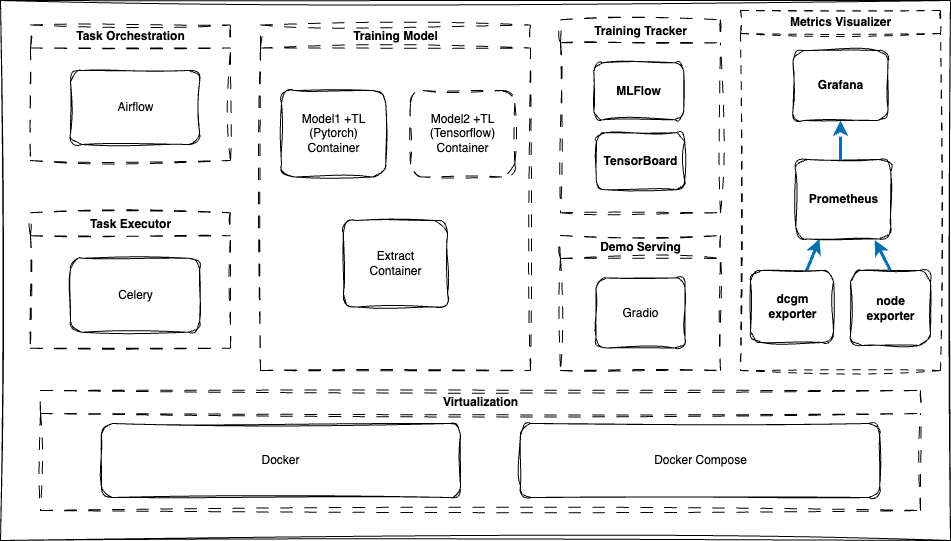 Task Orchestration
Airflow
Task Executor
Celery
Training Model
Model1 +TL
(Pytorch)
Container
Model2 +TL
(Tensorflow)
Container
Extract
Container
Training Tracker
MLFlow
TensorBoard
Demo Serving
Gradio
Metrics Visualizer
Grafana
Prometheus
dcgm
exporter
node
exporter
Virtualization
Docker
Docker Compose